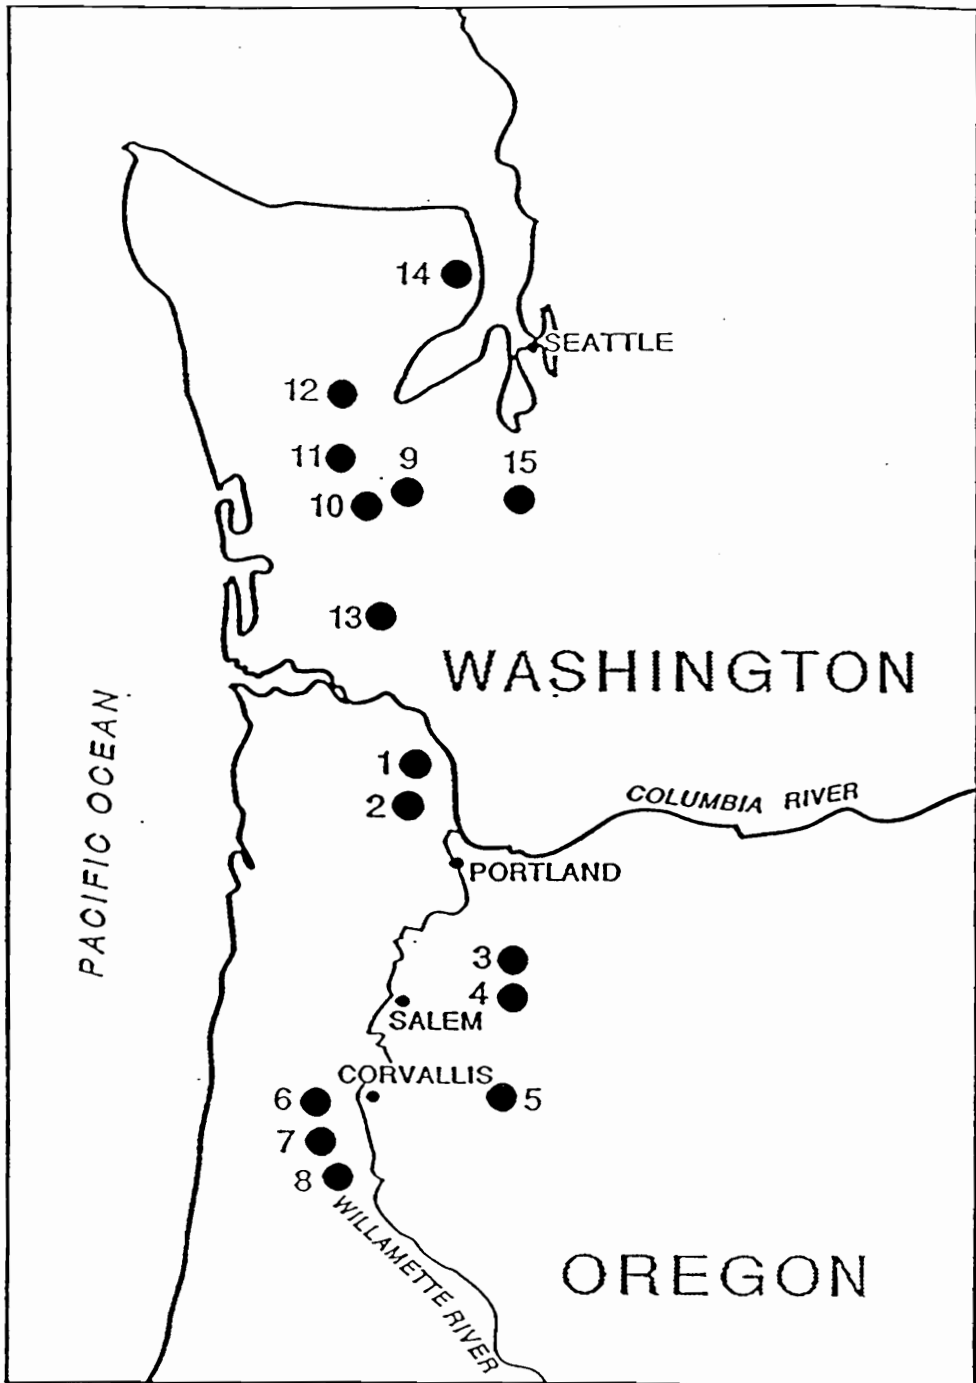 14
SEATTLE
12
11
9
15
10
13
WASHINGTON
PACIFIC OCEAN
1
2
COLUMBIA RIVER
PORTLAND
3
4
SALEM
CORVALLIS
6
5
7
8
WILLAMETTE RIVER
OREGON